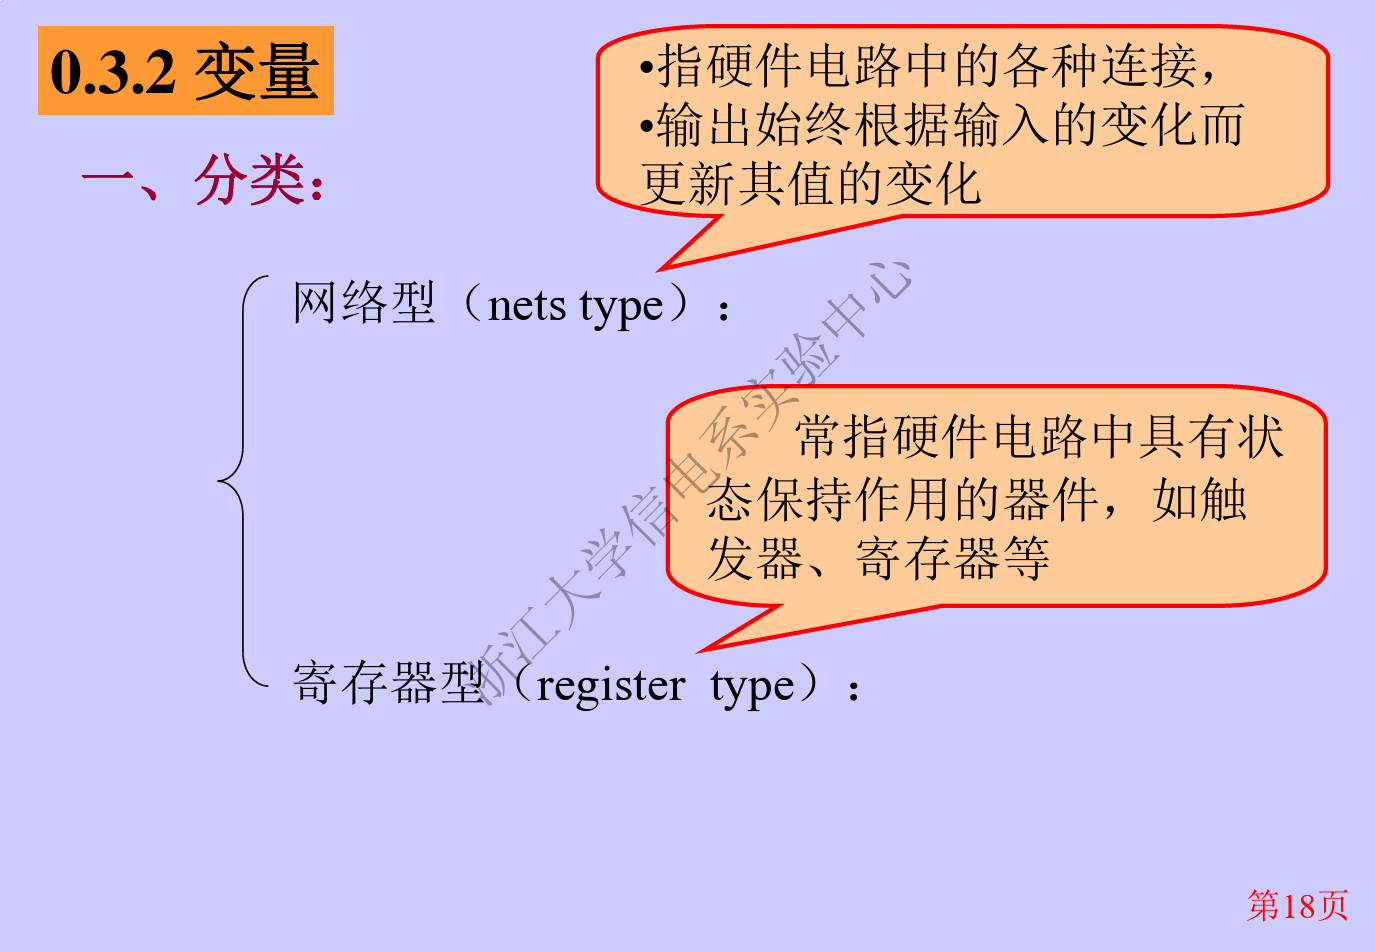 0.3.2 变量
一、分类：
•指硬件电路中的各种连接，
•输出始终根据输入的变化而
更新其值的变化
网络型（nets type）：
常指硬件电路中具有状
态保持作用的器件，如触
发器、寄存器等
寄存器型（register type）：
浙江大学信电系实验中心
第18页